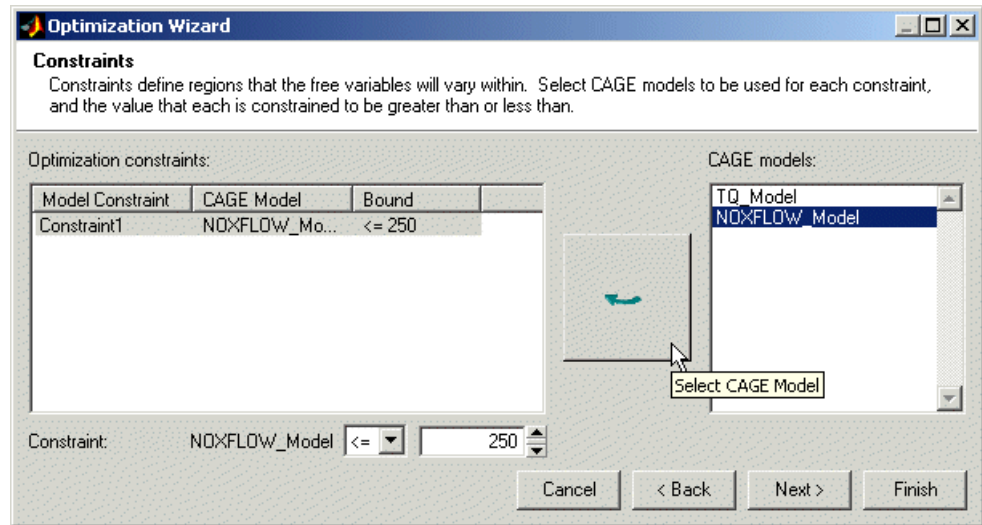 Optimization Wizard
Constraints
Constraints define regions that the free variables will vary within. Select CAGE models to be used for each constraint,
and the value that each is constrained to be greater than or less than.
Optimization constraints:
CAGE models:
Model Constraint CAGE Model Bound
Constraint1 NOXFLOW_Mo... <= 250
TQ_Model
NOXFLOW_Model
Select CAGE Model
Constraint: NOXFLOW_Model <= 250
Cancel < Back Next > Finish